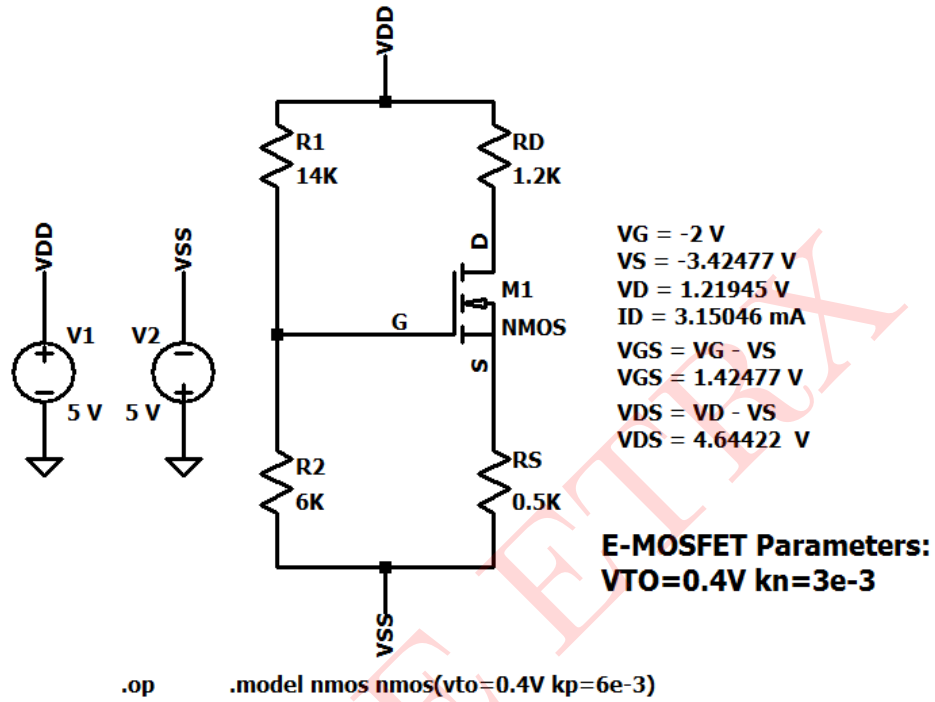 VDD
R1
14K
RD
1.2K
VDD
VSS
D
M1
G
NMOS
S
V1
5 V
V2
5 V
R2
6K
RS
0.5K
VSS
VG = -2 V
VS = -3.42477 V
VD = 1.21945 V
ID = 3.15046 mA
VGS = VG - VS
VGS = 1.42477 V
VDS = VD - VS
VDS = 4.64422 V
E-MOSFET Parameters:
VTO=0.4V kn=3e-3
.op .model nmos nmos(vto=0.4V kp=6e-3)
ETRX